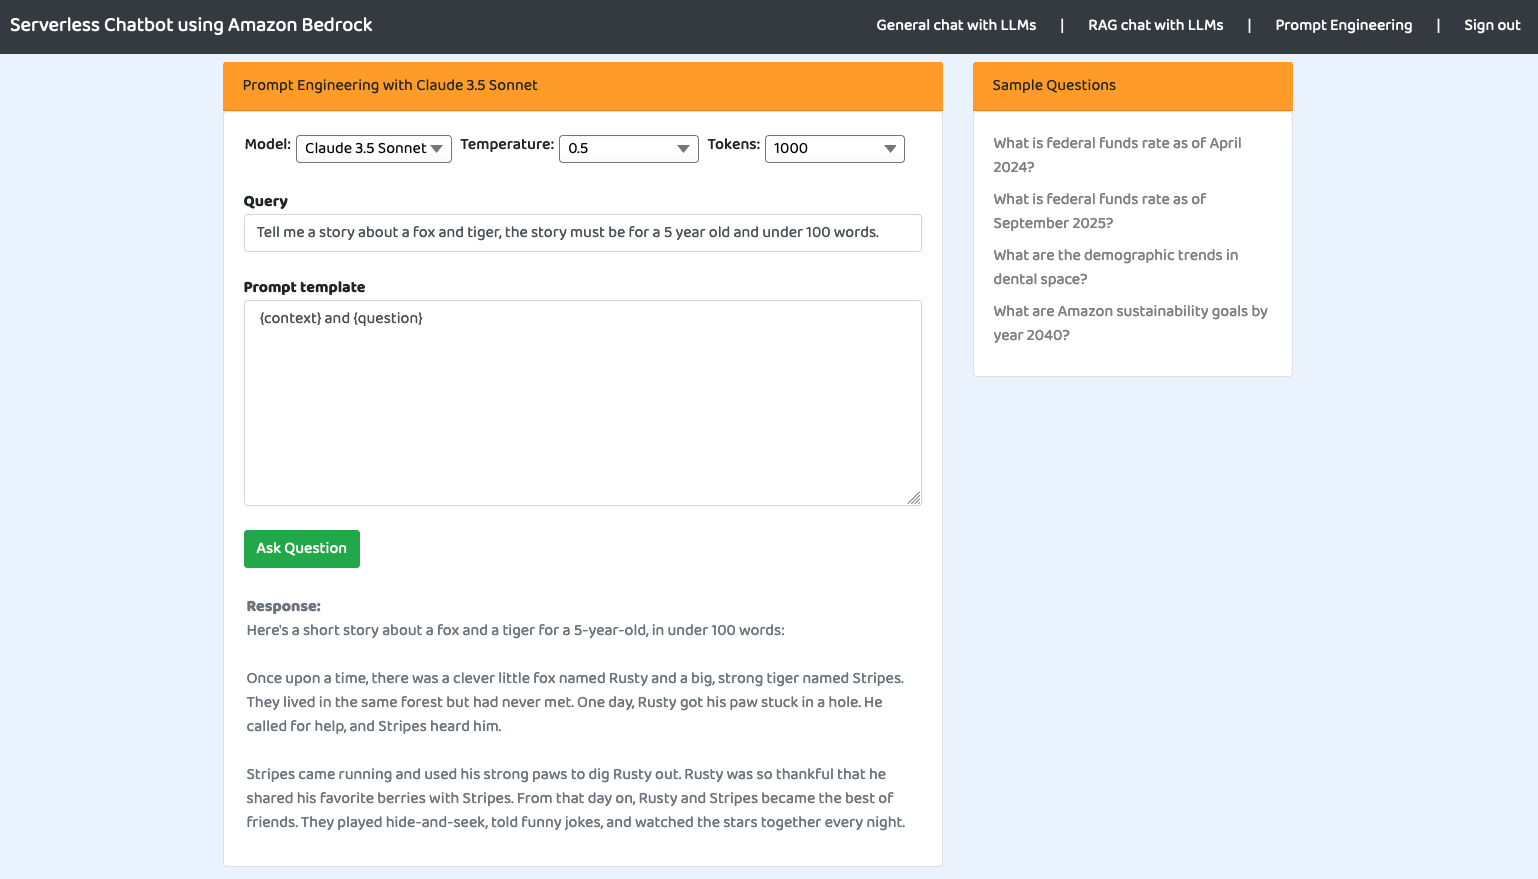 Serverless Chatbot using Amazon Bedrock
General chat with LLMs | RAG chat with LLMs | Prompt Engineering | Sign out
Prompt Engineering with Claude 3.5 Sonnet
Model: Claude 3.5 Sonnet Temperature: 0.5 Tokens: 1000
Query
Tell me a story about a fox and tiger, the story must be for a 5 year old and under 100 words.
Prompt template
{context} and {question}
Ask Question
Response:
Here's a short story about a fox and a tiger for a 5-year-old, in under 100 words:
Once upon a time, there was a clever little fox named Rusty and a big, strong tiger named Stripes.
They lived in the same forest but had never met. One day, Rusty got his paw stuck in a hole. He
called for help, and Stripes heard him.
Stripes came running and used his strong paws to dig Rusty out. Rusty was so thankful that he
shared his favorite berries with Stripes. From that day on, Rusty and Stripes became the best of
friends. They played hide-and-seek, told funny jokes, and watched the stars together every night.
Sample Questions
What is federal funds rate as of April
2024?
What is federal funds rate as of
September 2025?
What are the demographic trends in
dental space?
What are Amazon sustainability goals by
year 2040?